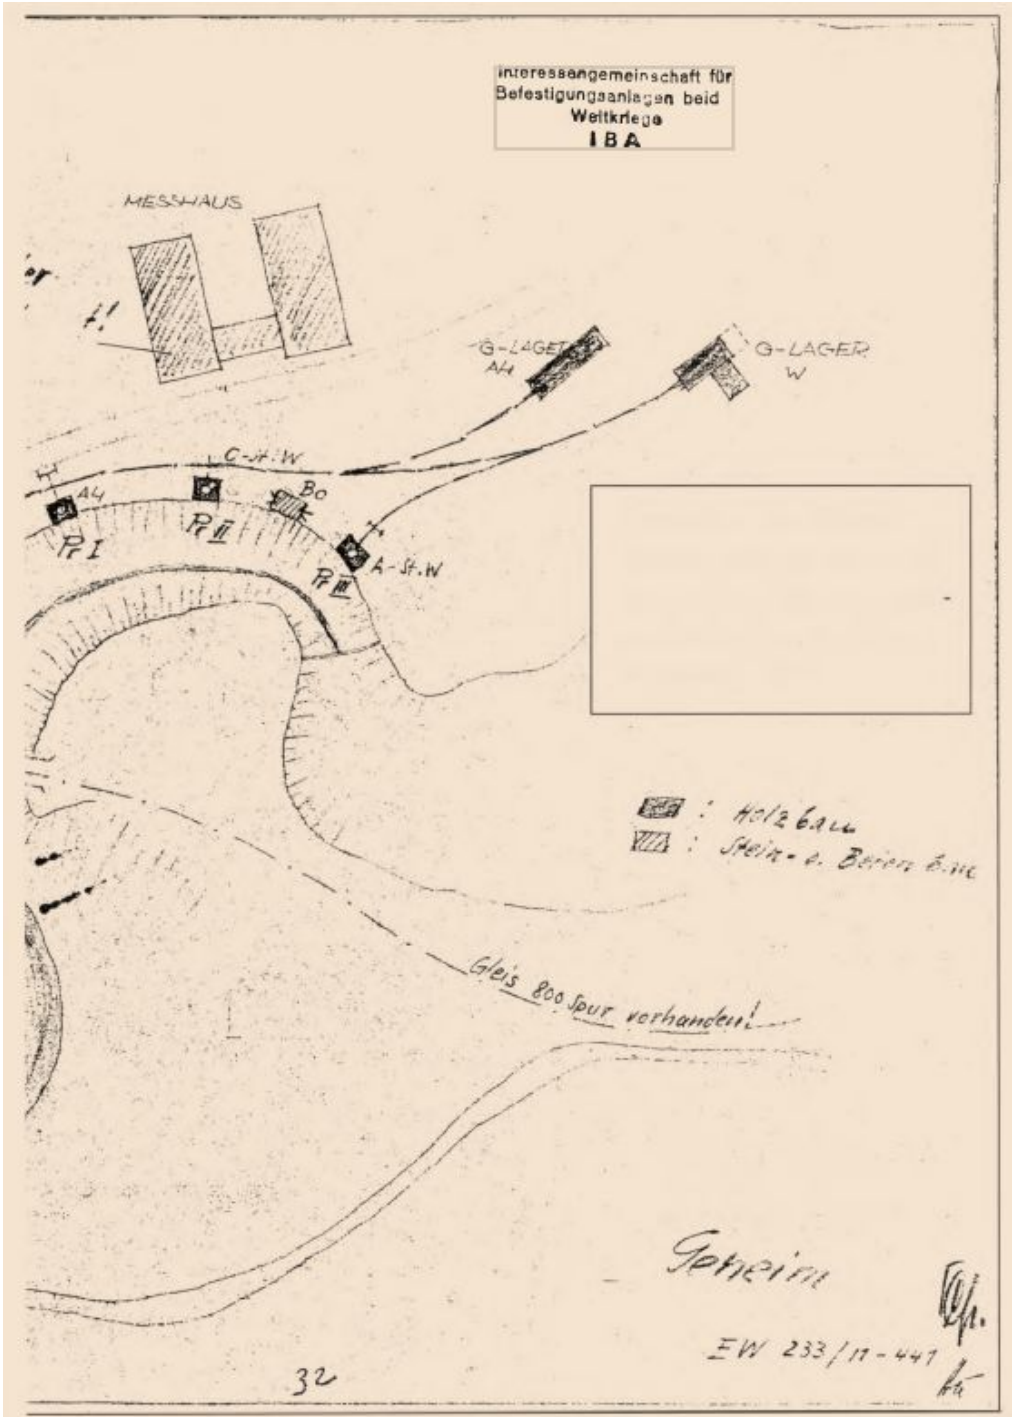 Interessengemeinschaft für
Befestigungsanlagen beid
Weltkriege
IBA
MESSHAUS
t!
G-LAGER
A4
G-LAGER
W
C-St.W
A4
Bo
Pr I
Pr II
Pr III
A-St.W
: Holzbau
: Stein- o. Beton bau
Gleis 800 Spur vorhanden!
Geheim
EW 233/11-441
32